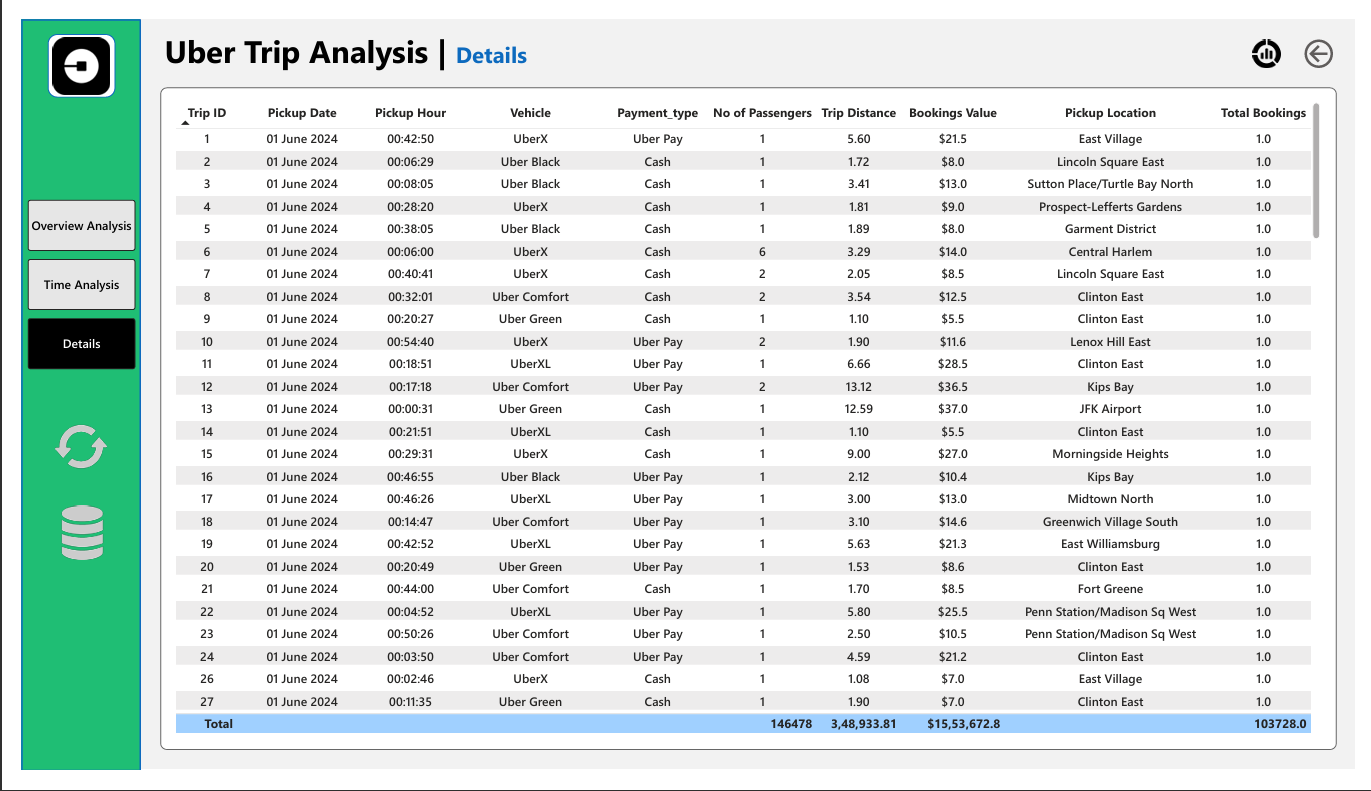 Uber Trip Analysis | Details
Overview Analysis
Time Analysis
Details
Trip ID Pickup Date Pickup Hour Vehicle Payment_type No of Passengers Trip Distance Bookings Value Pickup Location Total Bookings
1 01 June 2024 00:42:50 UberX Uber Pay 1 5.60 $21.5 East Village 1.0
2 01 June 2024 00:06:29 Uber Black Cash 1 1.72 $8.0 Lincoln Square East 1.0
3 01 June 2024 00:08:05 Uber Black Cash 1 3.41 $13.0 Sutton Place/Turtle Bay North 1.0
4 01 June 2024 00:28:20 UberX Cash 1 1.81 $9.0 Prospect-Lefferts Gardens 1.0
5 01 June 2024 00:38:05 Uber Black Cash 1 1.89 $8.0 Garment District 1.0
6 01 June 2024 00:06:00 UberX Cash 6 3.29 $14.0 Central Harlem 1.0
7 01 June 2024 00:40:41 UberX Cash 2 2.05 $8.5 Lincoln Square East 1.0
8 01 June 2024 00:32:01 Uber Comfort Cash 2 3.54 $12.5 Clinton East 1.0
9 01 June 2024 00:20:27 Uber Green Cash 1 1.10 $5.5 Clinton East 1.0
10 01 June 2024 00:54:40 UberX Uber Pay 2 1.90 $11.6 Lenox Hill East 1.0
11 01 June 2024 00:18:51 UberXL Uber Pay 1 6.66 $28.5 Clinton East 1.0
12 01 June 2024 00:17:18 Uber Comfort Uber Pay 2 13.12 $36.5 Kips Bay 1.0
13 01 June 2024 00:00:31 Uber Green Cash 1 12.59 $37.0 JFK Airport 1.0
14 01 June 2024 00:21:51 UberXL Cash 1 1.10 $5.5 Clinton East 1.0
15 01 June 2024 00:29:31 UberX Cash 1 9.00 $27.0 Morningside Heights 1.0
16 01 June 2024 00:46:55 Uber Black Uber Pay 1 2.12 $10.4 Kips Bay 1.0
17 01 June 2024 00:46:26 UberXL Uber Pay 1 3.00 $13.0 Midtown North 1.0
18 01 June 2024 00:14:47 Uber Comfort Uber Pay 1 3.10 $14.6 Greenwich Village South 1.0
19 01 June 2024 00:42:52 UberXL Uber Pay 1 5.63 $21.3 East Williamsburg 1.0
20 01 June 2024 00:20:49 Uber Green Uber Pay 1 1.53 $8.6 Clinton East 1.0
21 01 June 2024 00:44:00 Uber Comfort Cash 1 1.70 $8.5 Fort Greene 1.0
22 01 June 2024 00:04:52 UberXL Uber Pay 1 5.80 $25.5 Penn Station/Madison Sq West 1.0
23 01 June 2024 00:50:26 Uber Comfort Uber Pay 1 2.50 $10.5 Penn Station/Madison Sq West 1.0
24 01 June 2024 00:03:50 Uber Comfort Uber Pay 1 4.59 $21.2 Clinton East 1.0
26 01 June 2024 00:02:46 UberX Cash 1 1.08 $7.0 East Village 1.0
27 01 June 2024 00:11:35 Uber Green Cash 1 1.90 $7.0 Clinton East 1.0
Total 146478 3,48,933.81 $15,53,672.8 103728.0